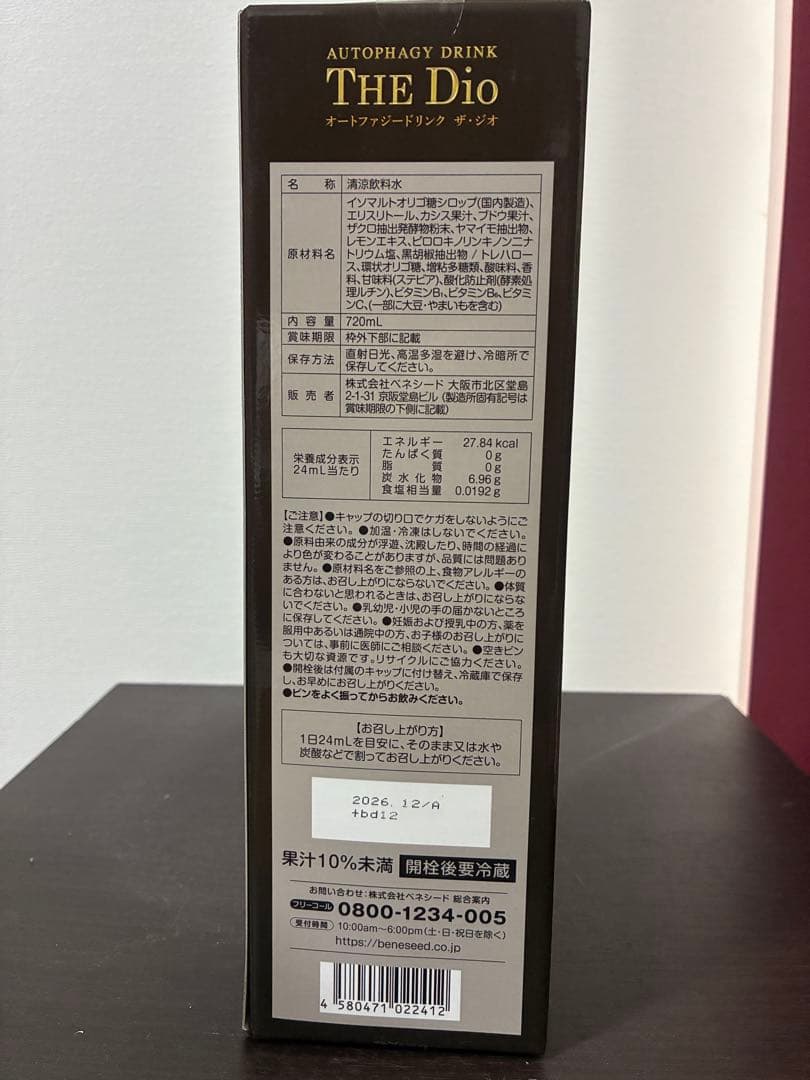 AUTOPHAGY DRINK
THE Dio
オートファジードリンク ザ・ジオ
名 称 清涼飲料水
原材料名 イソマルトオリゴ糖シロップ(国内製造)、
エリスリトール、カシス果汁、ブドウ果汁、
ザクロ抽出発酵物粉末、ヤマイモ抽出物、
レモンエキス、ピロロキノリンキノンニナ
トリウム塩、黒胡椒抽出物 / トレハロー
ス、環状オリゴ糖、増粘多糖類、酸味料、香
料、甘味料(ステビア)、酸化防止剤(酵素処
理ルチン)、ビタミンB₁、ビタミンB₆、ビタミ
ンC、(一部に大豆・やまいもを含む)
内 容 量 720mL
賞味期限 枠外下部に記載
保存方法 直射日光、高温多湿を避け、冷暗所で
保存してください。
販 売 者 株式会社ベネシード 大阪市北区堂島
2-1-31 京阪堂島ビル (製造所固有記号は
賞味期限の下側に記載)
栄養成分表示
24mL当たり
エネルギー 27.84 kcal
たんぱく質 0 g
脂 質 0 g
炭水化物 6.96 g
食塩相当量 0.0192 g
【ご注意】●キャップの切り口でケガをしないようにご
注意ください。●加温・冷凍はしないでください。
●原料由来の成分が浮遊、沈殿したり、時間の経過に
より色が変わることがありますが、品質には問題あり
ません。●原材料名をご参照の上、食物アレルギーの
ある方は、お召し上がりにならないでください。●体質
に合わないと思われるときは、お召し上がりにならな
いでください。●乳幼児・小児の手の届かないところ
に保存してください。●妊娠および授乳中の方、薬を
服用中あるいは通院中の方、お子様のお召し上がりに
ついては、事前に医師にご相談ください。●空きビン
も大切な資源です。リサイクルにご協力ください。
●開栓後は付属のキャップに付け替え、冷蔵庫で保存
し、お早めにお召し上がりください。
●ビンをよく振ってからお飲みください。
【お召し上がり方】
1日24mLを目安に、そのまま又は水や
炭酸などで割ってお召し上がりください。
2026. 12/A
+bd12
果汁10%未満 開栓後要冷蔵
お問い合わせ:株式会社ベネシード 総合案内
フリーコール 0800-1234-005
受付時間 10:00am〜6:00pm (土・日・祝日を除く)
https://beneseed.co.jp
4 580471 022412